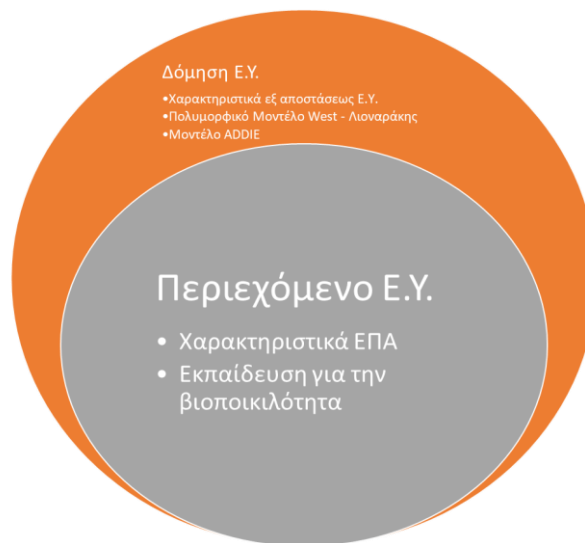 Δόμηση Ε.Υ.
•Χαρακτηριστικά εξ αποστάσεως Ε.Υ.
•Πολυμορφικό Μοντέλο West - Λιοναράκης
•Μοντέλο ADDIE
Περιεχόμενο Ε.Υ.
• Χαρακτηριστικά ΕΠΑ
• Εκπαίδευση για την
βιοποικιλότητα